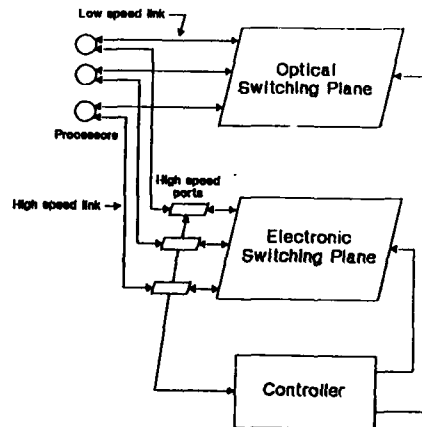 Low speed link
Optical
Switching Plane
Processors
High speed
ports
High speed link
Electronic
Switching Plane
Controller